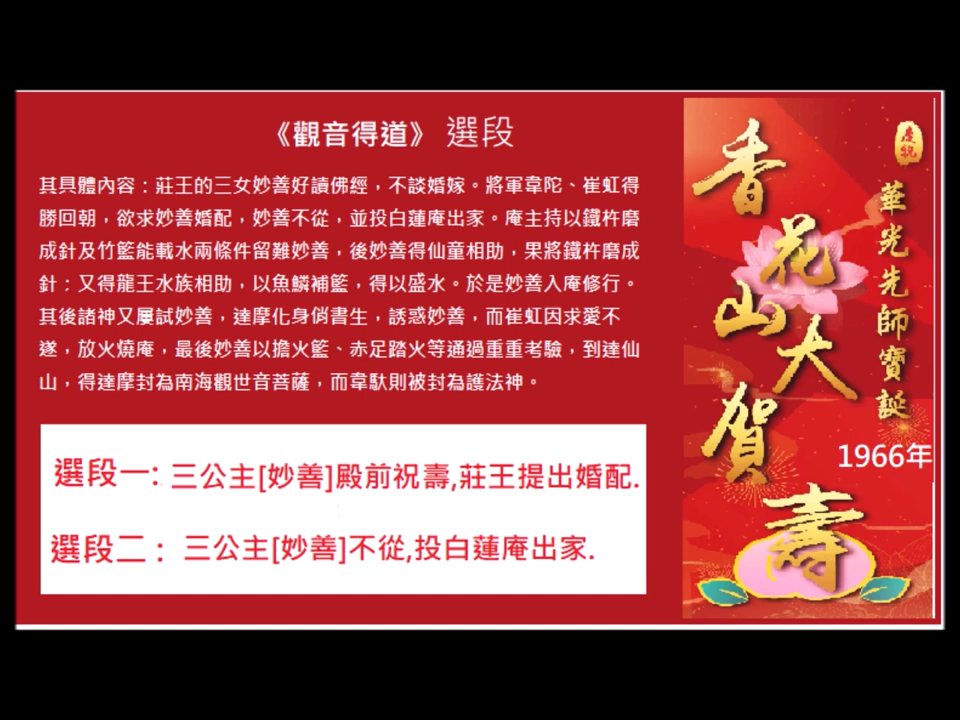 《觀音得道》 選段
其具體內容：莊王的三女妙善好讀佛經，不談婚嫁。將軍韋陀、崔虹得
勝回朝，欲求妙善婚配，妙善不從，並投白蓮庵出家。庵主持以鐵杵磨
成針及竹籃能載水兩條件留難妙善，後妙善得仙童相助，果將鐵杵磨成
針；又得龍王水族相助，以魚鱗補籃，得以盛水。於是妙善入庵修行。
其後諸神又屢試妙善，達摩化身俏書生，誘惑妙善，而崔虹因求愛不
遂，放火燒庵，最後妙善以擔火籃、赤足踏火等通過重重考驗，到達仙
山，得達摩封為南海觀世音菩薩，而韋馱則被封為護法神。
選段一: 三公主[妙善]殿前祝壽,莊王提出婚配.
選段二 : 三公主[妙善]不從,投白蓮庵出家.
慶祝
華光先師寶誕
香花山大賀壽
1966年